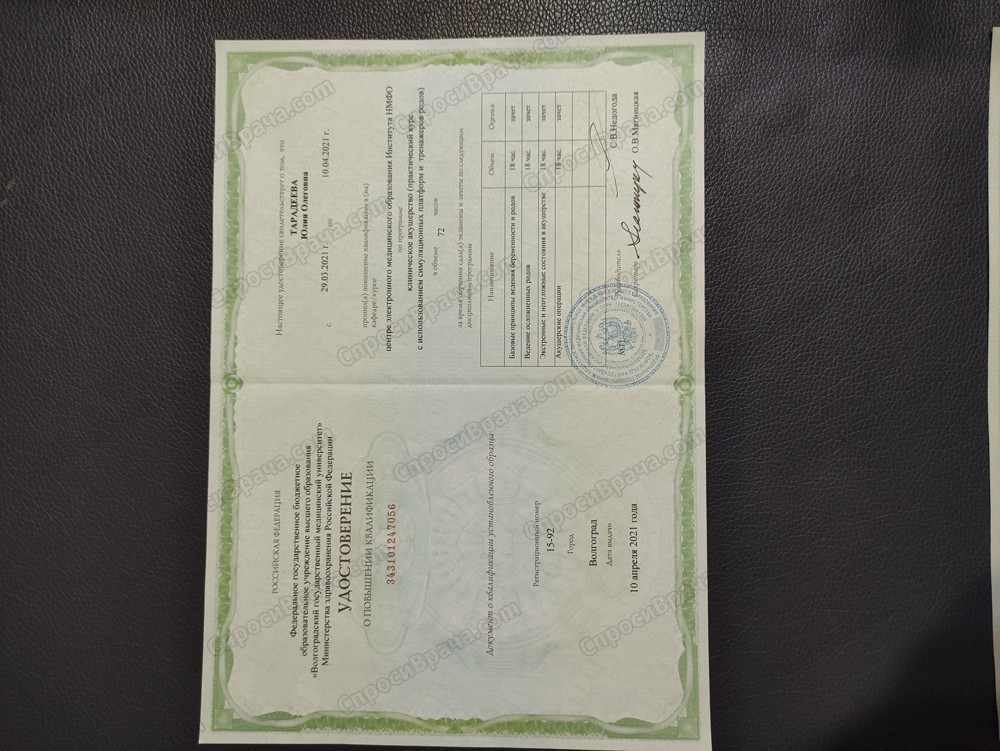 РОССИЙСКАЯ ФЕДЕРАЦИЯ
Федеральное государственное бюджетное
образовательное учреждение высшего образования
«Волгоградский государственный медицинский университет»
Министерства здравоохранения Российской Федерации
УДОСТОВЕРЕНИЕ
О ПОВЫШЕНИИ КВАЛИФИКАЦИИ
343101247056
Документ о квалификации установленного образца
Регистрационный номер
15-92
Город
Волгоград
Дата выдачи
10 апреля 2021 года
Настоящее удостоверение свидетельствует о том, что
ТАРАДЕЕВА
Юлия Олеговна
с 29.03.2021 г. по 10.04.2021 г.
прошел(а) повышение квалификации в (на)
кафедре/курсе
центре электронного медицинского образования Института НМФО
по программе
клиническое акушерство (практический курс
с использованием симуляционных платформ и тренажеров родов)
в объеме 72 часов
за время обучения сдал(а) экзамены и зачеты по следующим
дисциплинам программы
Наименование Объем Оценка
Базовые принципы ведения беременности и родов 18 час. зачет
Ведение осложненных родов 18 час. зачет
Экстренные и неотложные состояния в акушерстве 18 час. зачет
Акушерские операции 18 час. зачет
Руководитель С.В.Недогода
Секретарь О.В.Магницкая
СпросиВрача.com